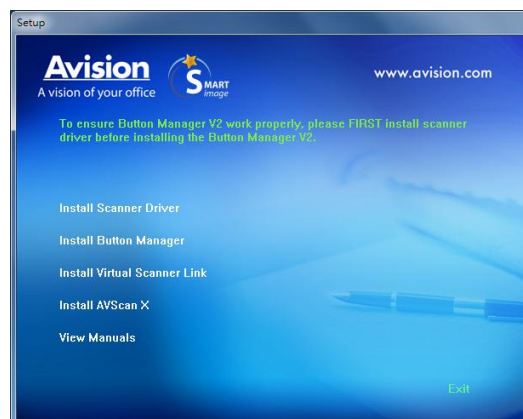 Setup
Avision
A vision of your office
SMART
image
www.avision.com
To ensure Button Manager V2 work properly, please FIRST install scanner
driver before installing the Button Manager V2.
Install Scanner Driver
Install Button Manager
Install Virtual Scanner Link
Install AVScan X
View Manuals
Exit